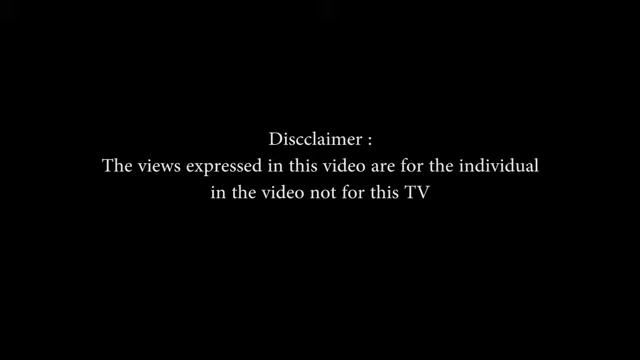 Discclaimer :
The views expressed in this video are for the individual
in the video not for this TV